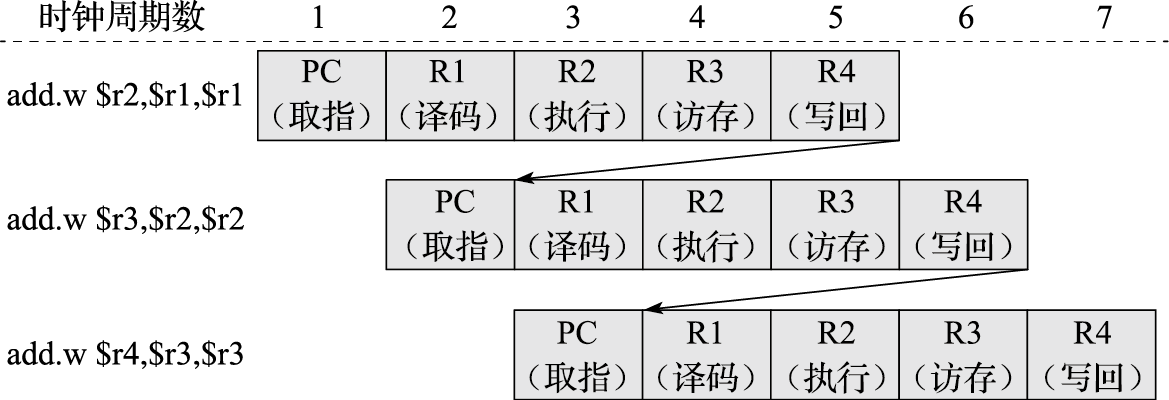 时钟周期数 1 2 3 4 5 6 7
add.w $r2,$r1,$r1
PC R1 R2 R3 R4
（取指） （译码） （执行） （访存） （写回）
add.w $r3,$r2,$r2
PC R1 R2 R3 R4
（取指） （译码） （执行） （访存） （写回）
add.w $r4,$r3,$r3
PC R1 R2 R3 R4
（取指） （译码） （执行） （访存） （写回）